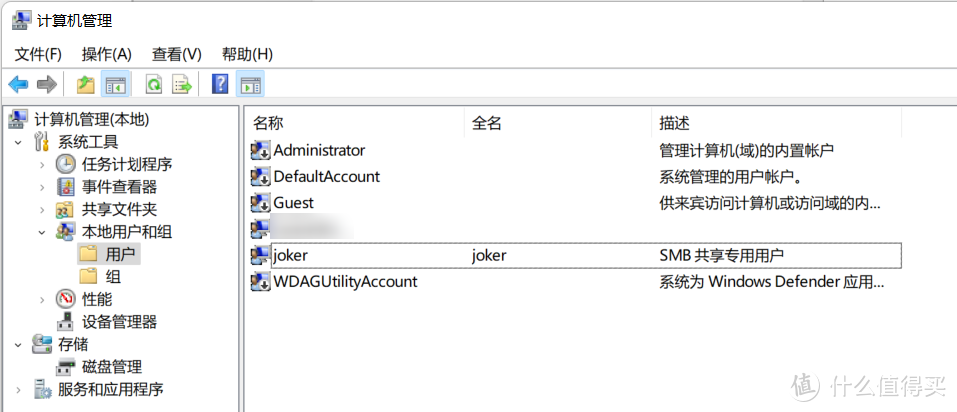 计算机管理
文件(F) 操作(A) 查看(V) 帮助(H)
计算机管理(本地)
系统工具
任务计划程序
事件查看器
共享文件夹
本地用户和组
用户
组
性能
设备管理器
存储
磁盘管理
服务和应用程序
名称 全名 描述
Administrator 管理计算机(域)的内置帐户
DefaultAccount 系统管理的用户帐户。
Guest 供来宾访问计算机或访问域的内...
joker joker SMB 共享专用用户
WDAGUtilityAccount 系统为 Windows Defender 应用...
值 什么值得买